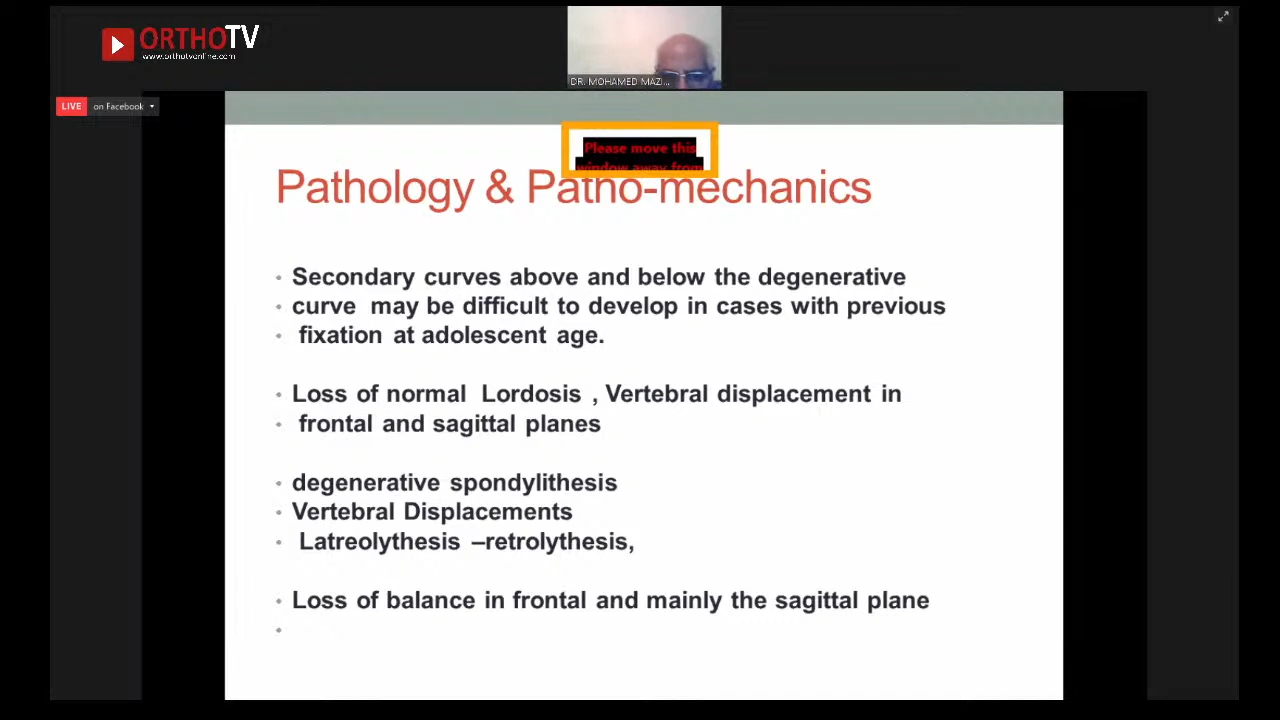 ORTHOTV
www.orthotvonline.com
DR. MOHAMED MAZI...
LIVE on Facebook
Please move this
window away from
Pathology & Patho-mechanics
• Secondary curves above and below the degenerative
• curve may be difficult to develop in cases with previous
• fixation at adolescent age.
• Loss of normal Lordosis , Vertebral displacement in
• frontal and sagittal planes
• degenerative spondylithesis
• Vertebral Displacements
• Latreolythesis –retrolythesis,
• Loss of balance in frontal and mainly the sagittal plane
•